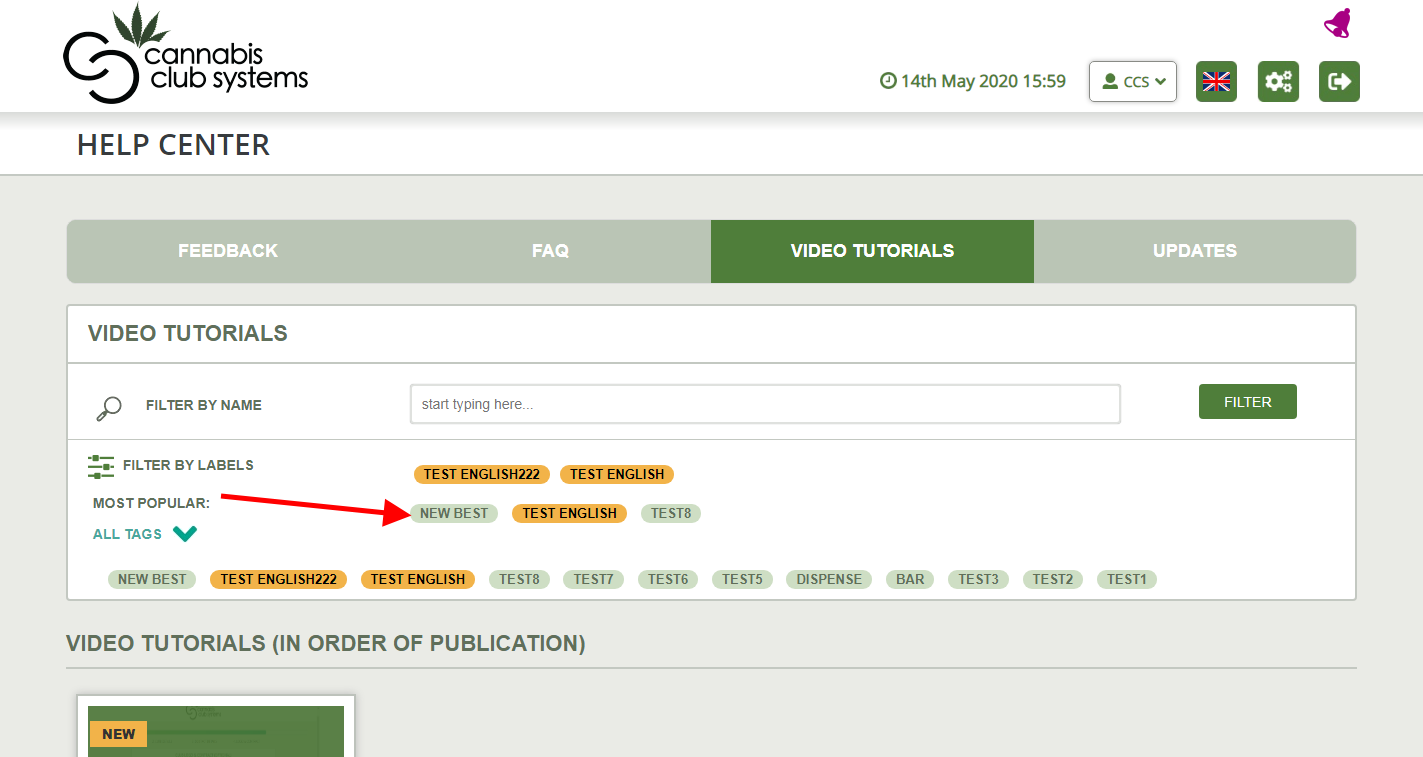 cannabis
club systems
14th May 2020 15:59 CCS
HELP CENTER
FEEDBACK FAQ VIDEO TUTORIALS UPDATES
VIDEO TUTORIALS
FILTER BY NAME start typing here... FILTER
FILTER BY LABELS TEST ENGLISH222 TEST ENGLISH
MOST POPULAR: NEW BEST TEST ENGLISH TEST8
ALL TAGS
NEW BEST TEST ENGLISH222 TEST ENGLISH TEST8 TEST7 TEST6 TEST5 DISPENSE BAR TEST3 TEST2 TEST1
VIDEO TUTORIALS (IN ORDER OF PUBLICATION)
NEW